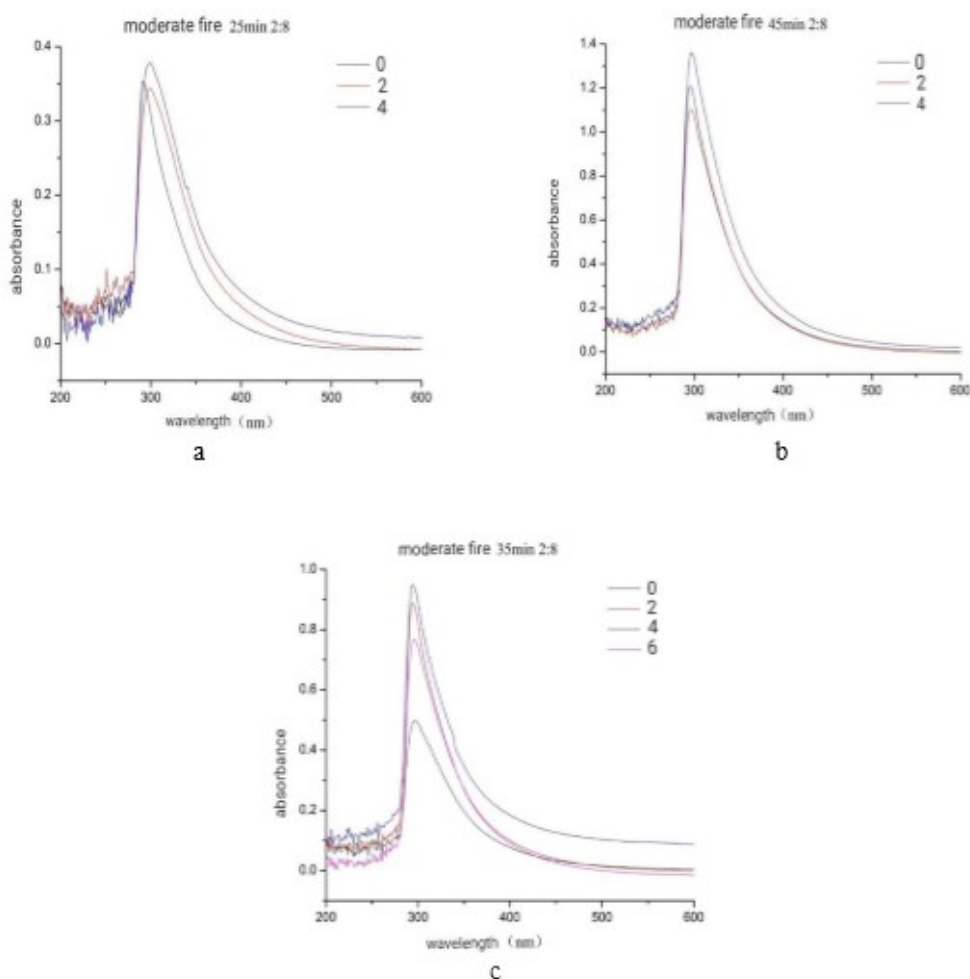 moderate fire 25min 2:8
0
2
4
0.4
0.3
0.2
0.1
0.0
absorbance
200 300 400 500 600
wavelength（nm）
a
moderate fire 45min 2:8
0
2
4
1.4
1.2
1.0
0.8
0.6
0.4
0.2
0.0
absorbance
200 300 400 500 600
wavelength（nm）
b
moderate fire 35min 2:8
0
2
4
6
1.0
0.8
0.6
0.4
0.2
0.0
absorbance
200 300 400 500 600
wavelength（nm）
c